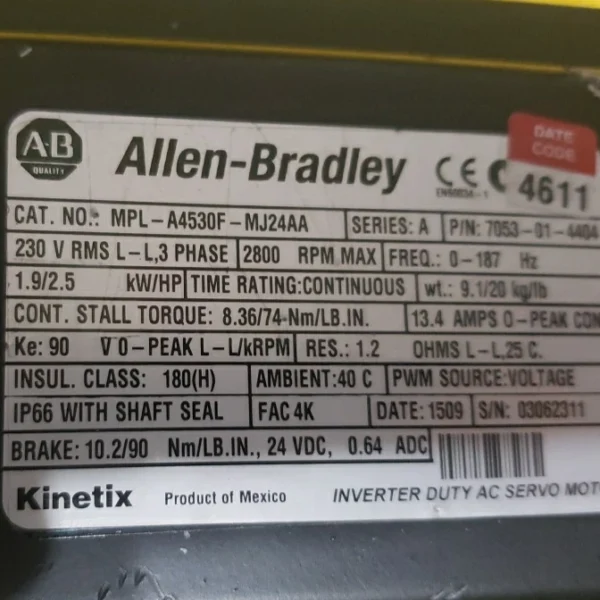 A-B
QUALITY
Allen-Bradley CE
DATE
CODE
4611
CAT. NO.: MPL-A4530F-MJ24AA SERIES: A P/N: 7053-01-4404
230 V RMS L-L,3 PHASE 2800 RPM MAX FREQ.: 0-187 Hz
1.9/2.5 kW/HP TIME RATING:CONTINUOUS wt.: 9.1/20 kg/lb
CONT. STALL TORQUE: 8.36/74-Nm/LB.IN. 13.4 AMPS 0-PEAK CON
Ke: 90 V 0-PEAK L-L/kRPM RES.: 1.2 OHMS L-L,25 C.
INSUL. CLASS: 180(H) AMBIENT:40 C PWM SOURCE:VOLTAGE
IP66 WITH SHAFT SEAL FAC 4K DATE: 1509 S/N: 03062311
BRAKE: 10.2/90 Nm/LB.IN., 24 VDC, 0.64 ADC
Kinetix Product of Mexico INVERTER DUTY AC SERVO MOT